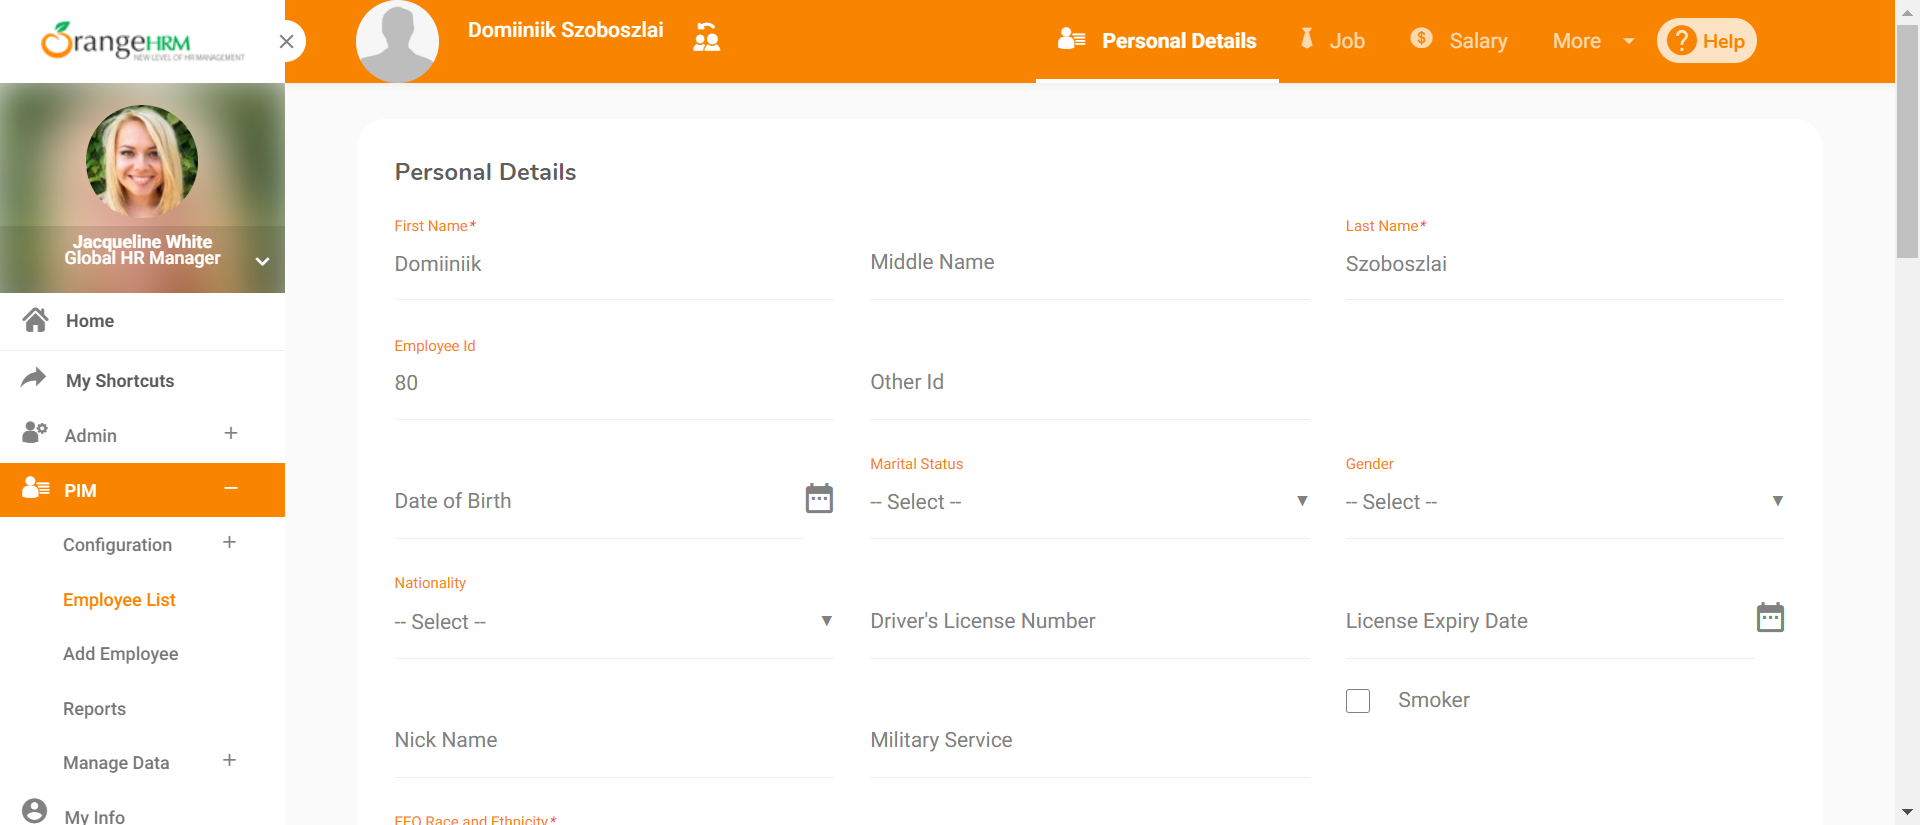 OrangeHRM
NEW LEVEL OF HR MANAGEMENT
Domiiniik Szoboszlai
Personal Details
Job
Salary
More
? Help
Jacqueline White
Global HR Manager
Home
My Shortcuts
Admin
PIM
Configuration
Employee List
Add Employee
Reports
Manage Data
My Info
Personal Details
First Name*
Domiiniik
Middle Name
Last Name*
Szoboszlai
Employee Id
80
Other Id
Date of Birth
Marital Status
-- Select --
Gender
-- Select --
Nationality
-- Select --
Driver's License Number
License Expiry Date
Smoker
Nick Name
Military Service
EEO Race and Ethnicity*